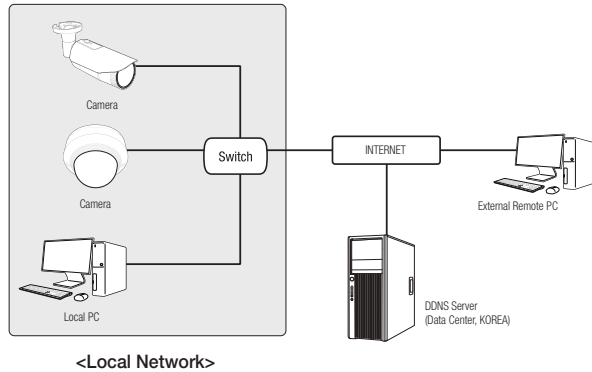 Camera
Camera
Switch
INTERNET
External Remote PC
Local PC
DDNS Server
(Data Center, KOREA)
<Local Network>